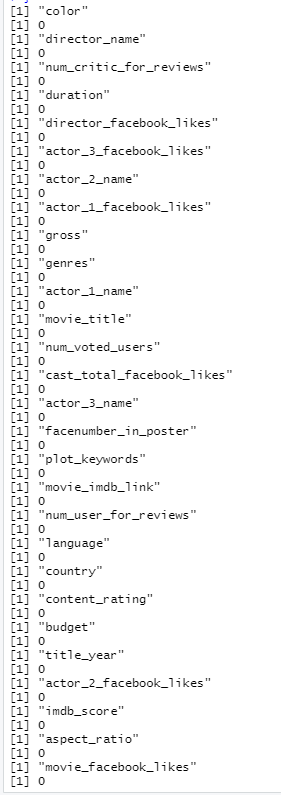 [1] "color"
[1] 0
[1] "director_name"
[1] 0
[1] "num_critic_for_reviews"
[1] 0
[1] "duration"
[1] 0
[1] "director_facebook_likes"
[1] 0
[1] "actor_3_facebook_likes"
[1] 0
[1] "actor_2_name"
[1] 0
[1] "actor_1_facebook_likes"
[1] 0
[1] "gross"
[1] 0
[1] "genres"
[1] 0
[1] "actor_1_name"
[1] 0
[1] "movie_title"
[1] 0
[1] "num_voted_users"
[1] 0
[1] "cast_total_facebook_likes"
[1] 0
[1] "actor_3_name"
[1] 0
[1] "facenumber_in_poster"
[1] 0
[1] "plot_keywords"
[1] 0
[1] "movie_imdb_link"
[1] 0
[1] "num_user_for_reviews"
[1] 0
[1] "language"
[1] 0
[1] "country"
[1] 0
[1] "content_rating"
[1] 0
[1] "budget"
[1] 0
[1] "title_year"
[1] 0
[1] "actor_2_facebook_likes"
[1] 0
[1] "imdb_score"
[1] 0
[1] "aspect_ratio"
[1] 0
[1] "movie_facebook_likes"
[1] 0